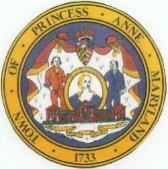 TOWN OF PRINCESS ANNE MARYLAND
1733